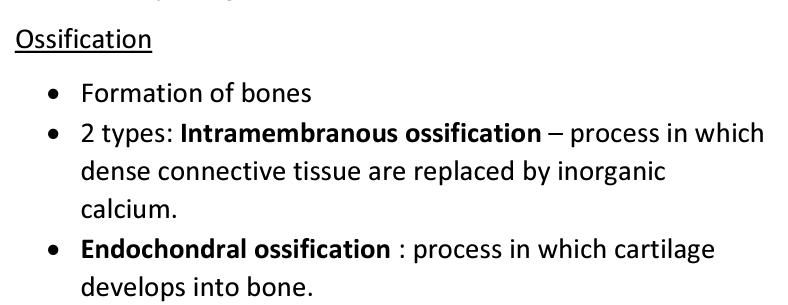 Ossification
• Formation of bones
• 2 types: Intramembranous ossification – process in which
dense connective tissue are replaced by inorganic
calcium.
• Endochondral ossification : process in which cartilage
develops into bone.